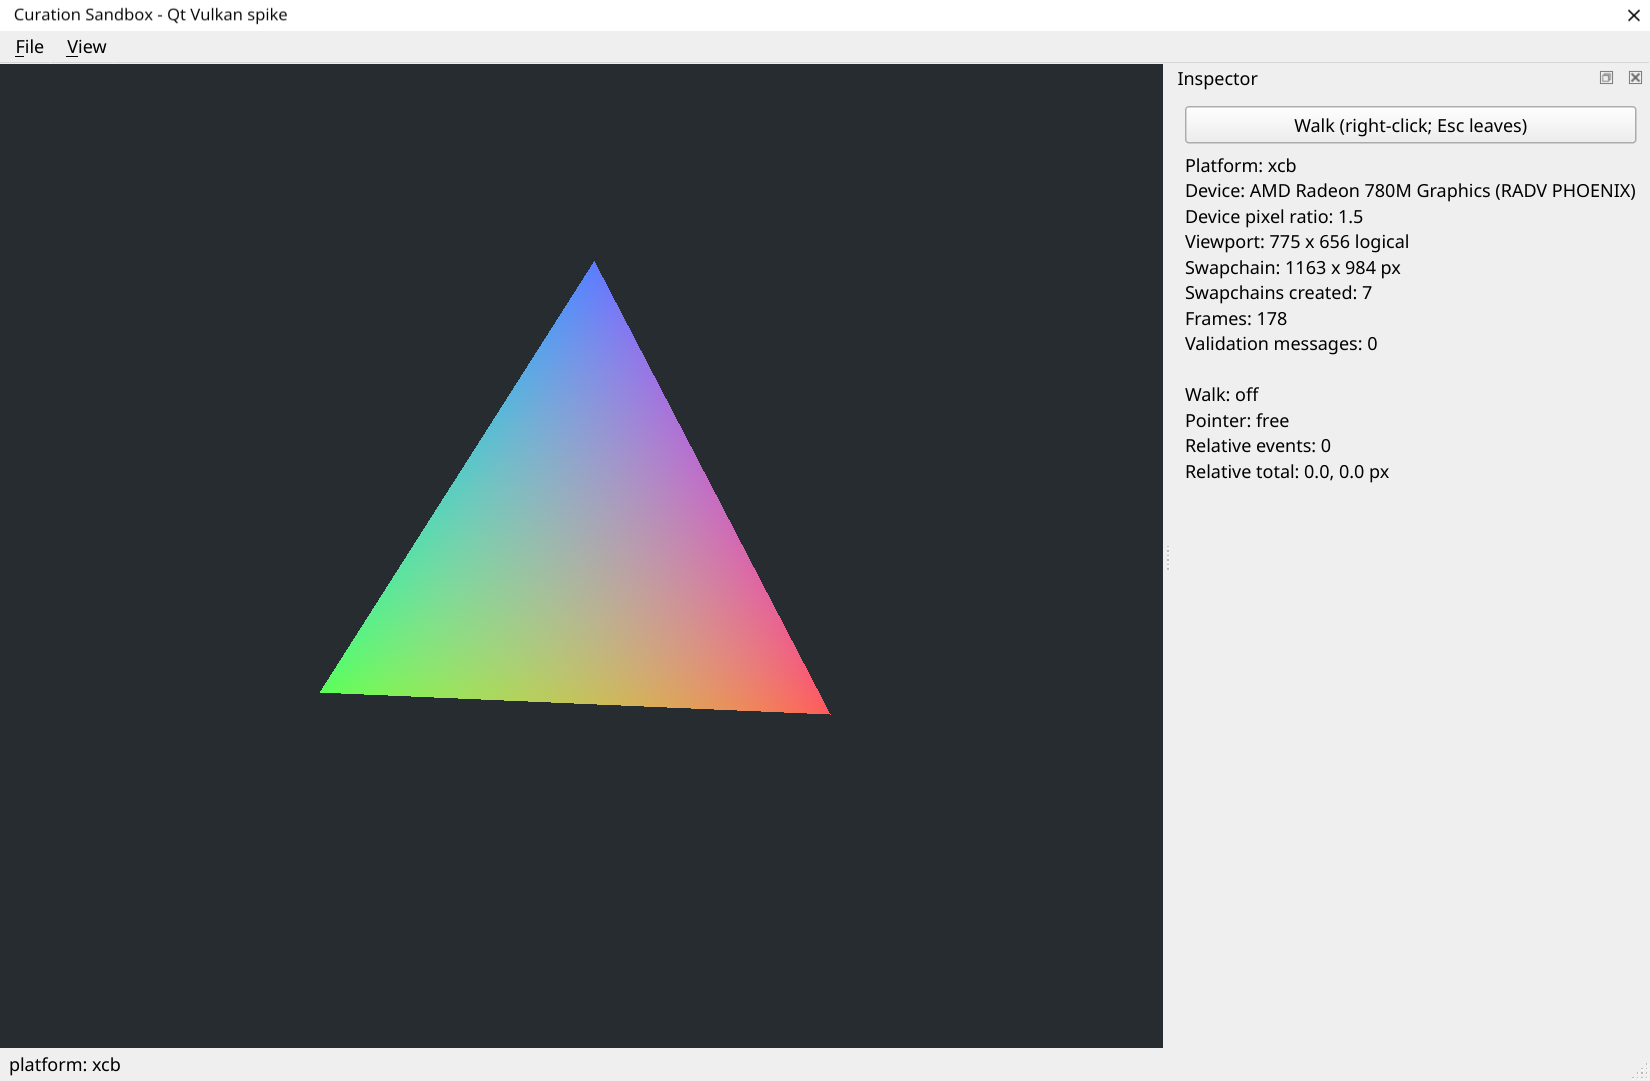 Curation Sandbox - Qt Vulkan spike
File View
Inspector
Walk (right-click; Esc leaves)
Platform: xcb
Device: AMD Radeon 780M Graphics (RADV PHOENIX)
Device pixel ratio: 1.5
Viewport: 775 x 656 logical
Swapchain: 1163 x 984 px
Swapchains created: 7
Frames: 178
Validation messages: 0
Walk: off
Pointer: free
Relative events: 0
Relative total: 0.0, 0.0 px
platform: xcb